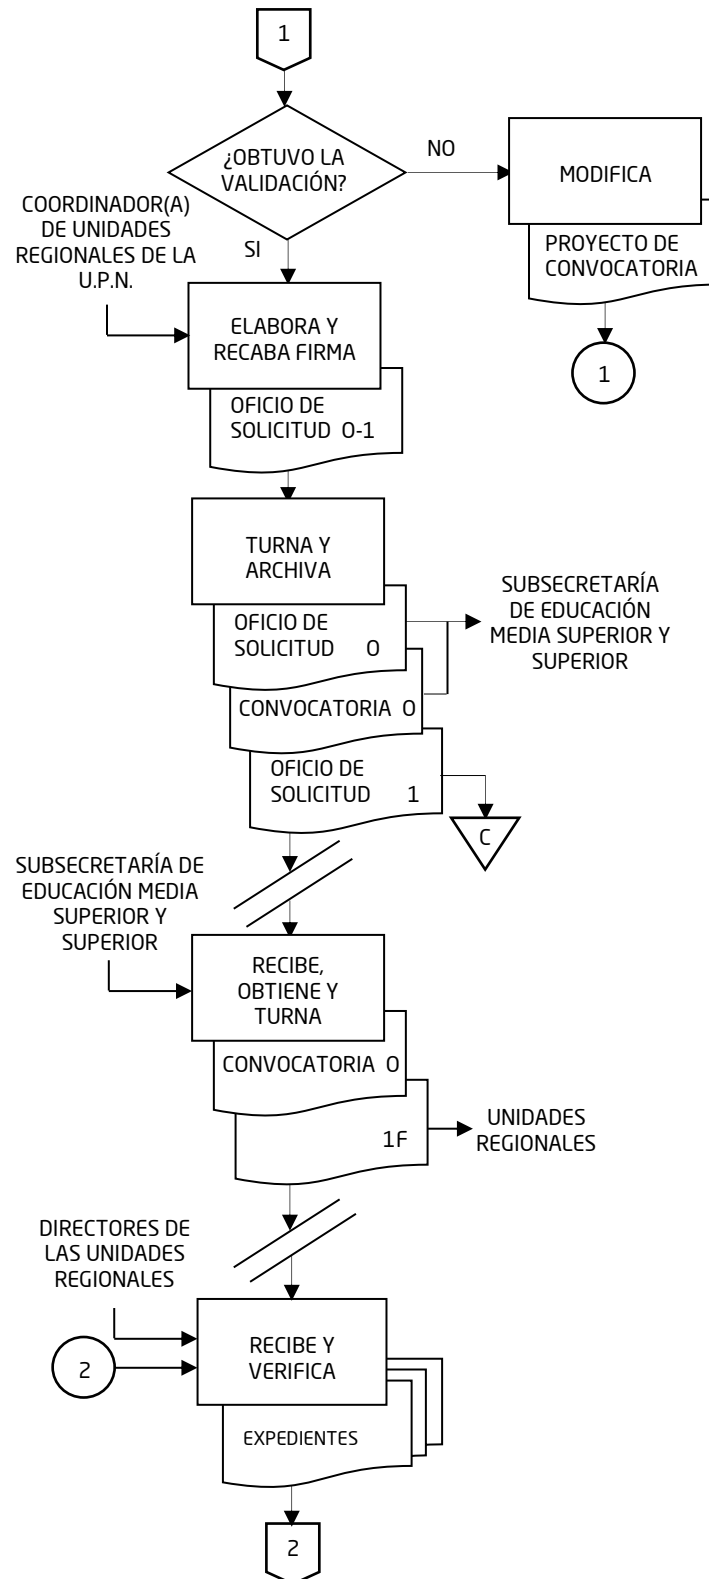 1
¿OBTUVO LA
VALIDACIÓN?
NO
MODIFICA
PROYECTO DE
CONVOCATORIA
1
COORDINADOR(A)
DE UNIDADES
REGIONALES DE LA
U.P.N.
SI
ELABORA Y
RECABA FIRMA
OFICIO DE
SOLICITUD O-1
TURNA Y
ARCHIVA
OFICIO DE
SOLICITUD O
CONVOCATORIA O
OFICIO DE
SOLICITUD 1
SUBSECRETARÍA
DE EDUCACIÓN
MEDIA SUPERIOR Y
SUPERIOR
C
SUBSECRETARÍA DE
EDUCACIÓN MEDIA
SUPERIOR Y
SUPERIOR
RECIBE,
OBTIENE Y
TURNA
CONVOCATORIA O
1F
UNIDADES
REGIONALES
DIRECTORES DE
LAS UNIDADES
REGIONALES
2
RECIBE Y
VERIFICA
EXPEDIENTES
2